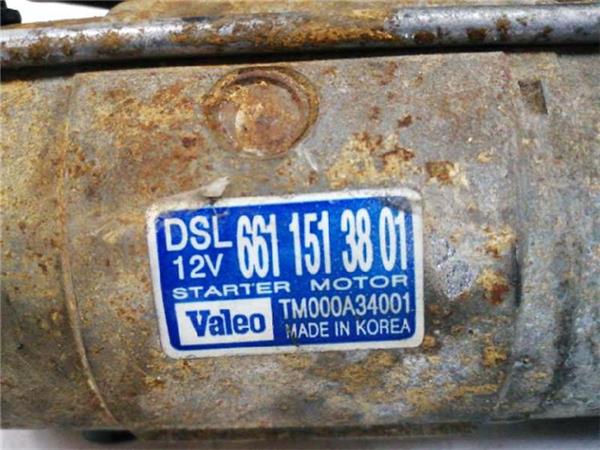 DSL 661 151 38 01
12V
STARTER MOTOR
Valeo TM000A34001
MADE IN KOREA